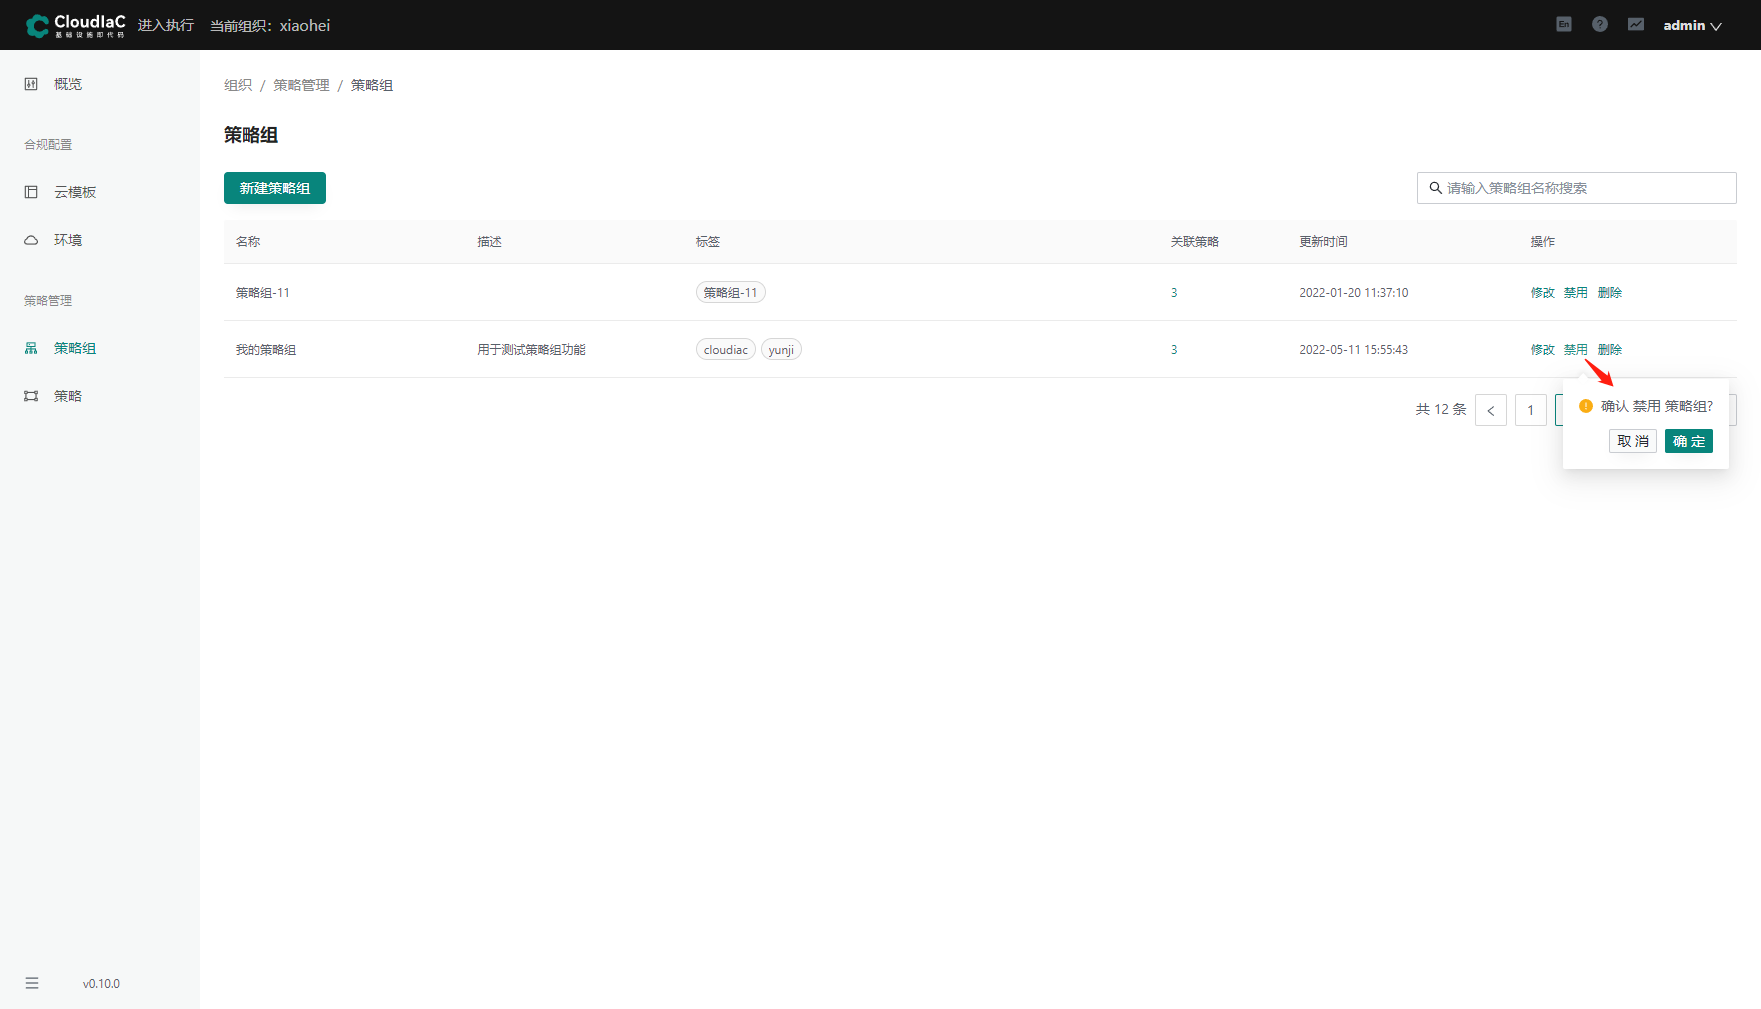 CloudIaC
基础设施即代码
进入执行
当前组织：xiaohei
En
?
admin
概览
合规配置
云模板
环境
策略管理
策略组
策略
v0.10.0
组织 / 策略管理 / 策略组
策略组
新建策略组
请输入策略组名称搜索
名称 描述 标签 关联策略 更新时间 操作
策略组-11 策略组-11 3 2022-01-20 11:37:10 修改 禁用 删除
我的策略组 用于测试策略组功能 cloudiac yunji 3 2022-05-11 15:55:43 修改 禁用 删除
共 12 条 < 1
! 确认 禁用 策略组?
取 消 确 定